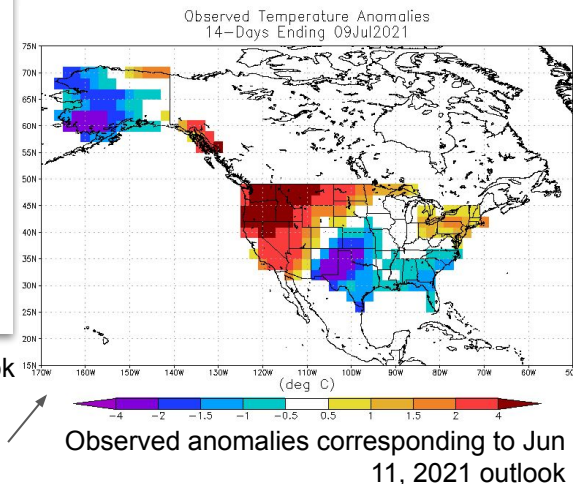 Observed Temperature Anomalies
14-Days Ending 09Jul2021
75N
70N
65N
60N
55N
50N
45N
40N
35N
30N
25N
20N
15N
170W 160W 150W 140W 130W 120W 110W 100W 90W 80W 70W 60W
(deg C)
-4 -2 -1.5 -1 -0.5 0.5 1 1.5 2 4
Observed anomalies corresponding to Jun
11, 2021 outlook